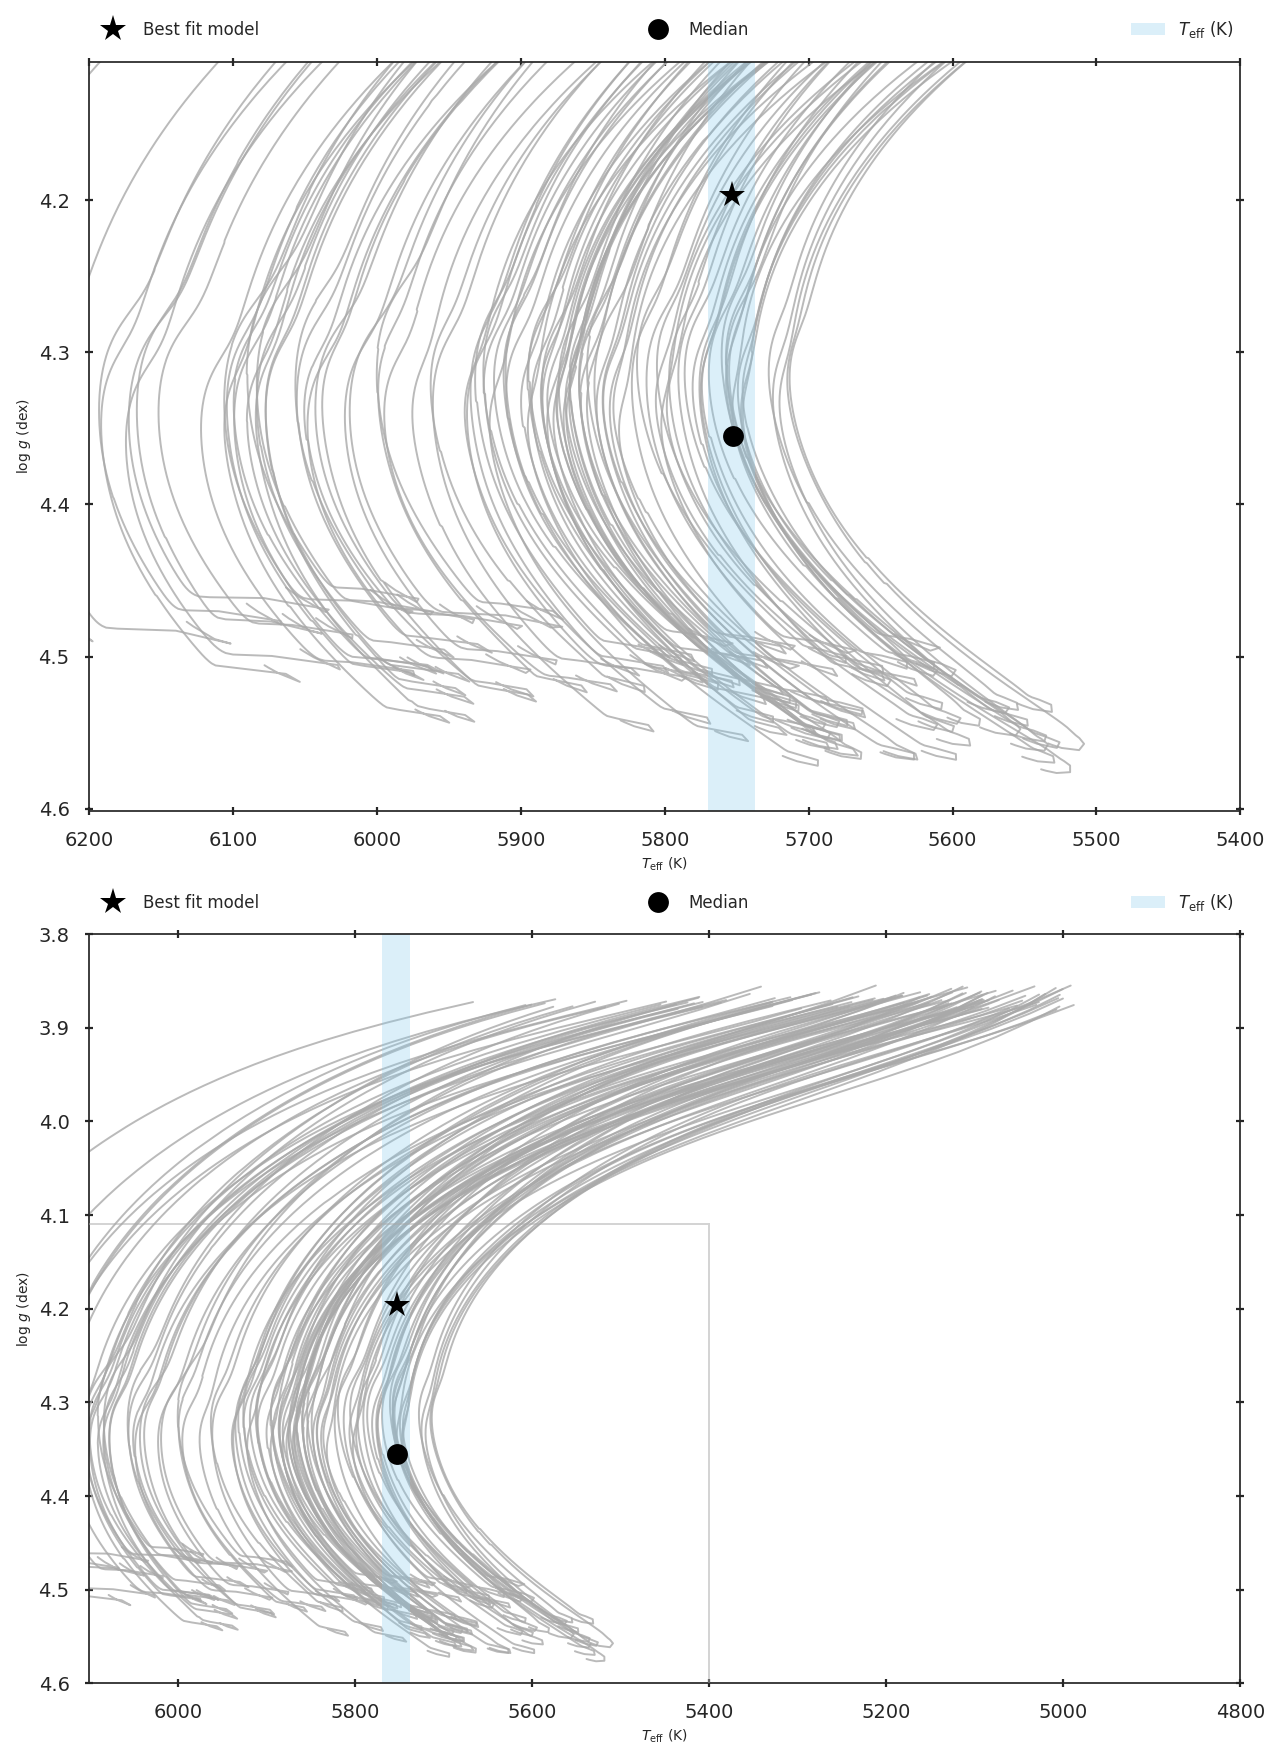 Best fit model Median T_eff (K)
4.2
4.3
4.4
4.5
4.6
log g (dex)
6200 6100 6000 5900 5800 5700 5600 5500 5400
T_eff (K)
Best fit model Median T_eff (K)
3.8
3.9
4.0
4.1
4.2
4.3
4.4
4.5
4.6
log g (dex)
6000 5800 5600 5400 5200 5000 4800
T_eff (K)